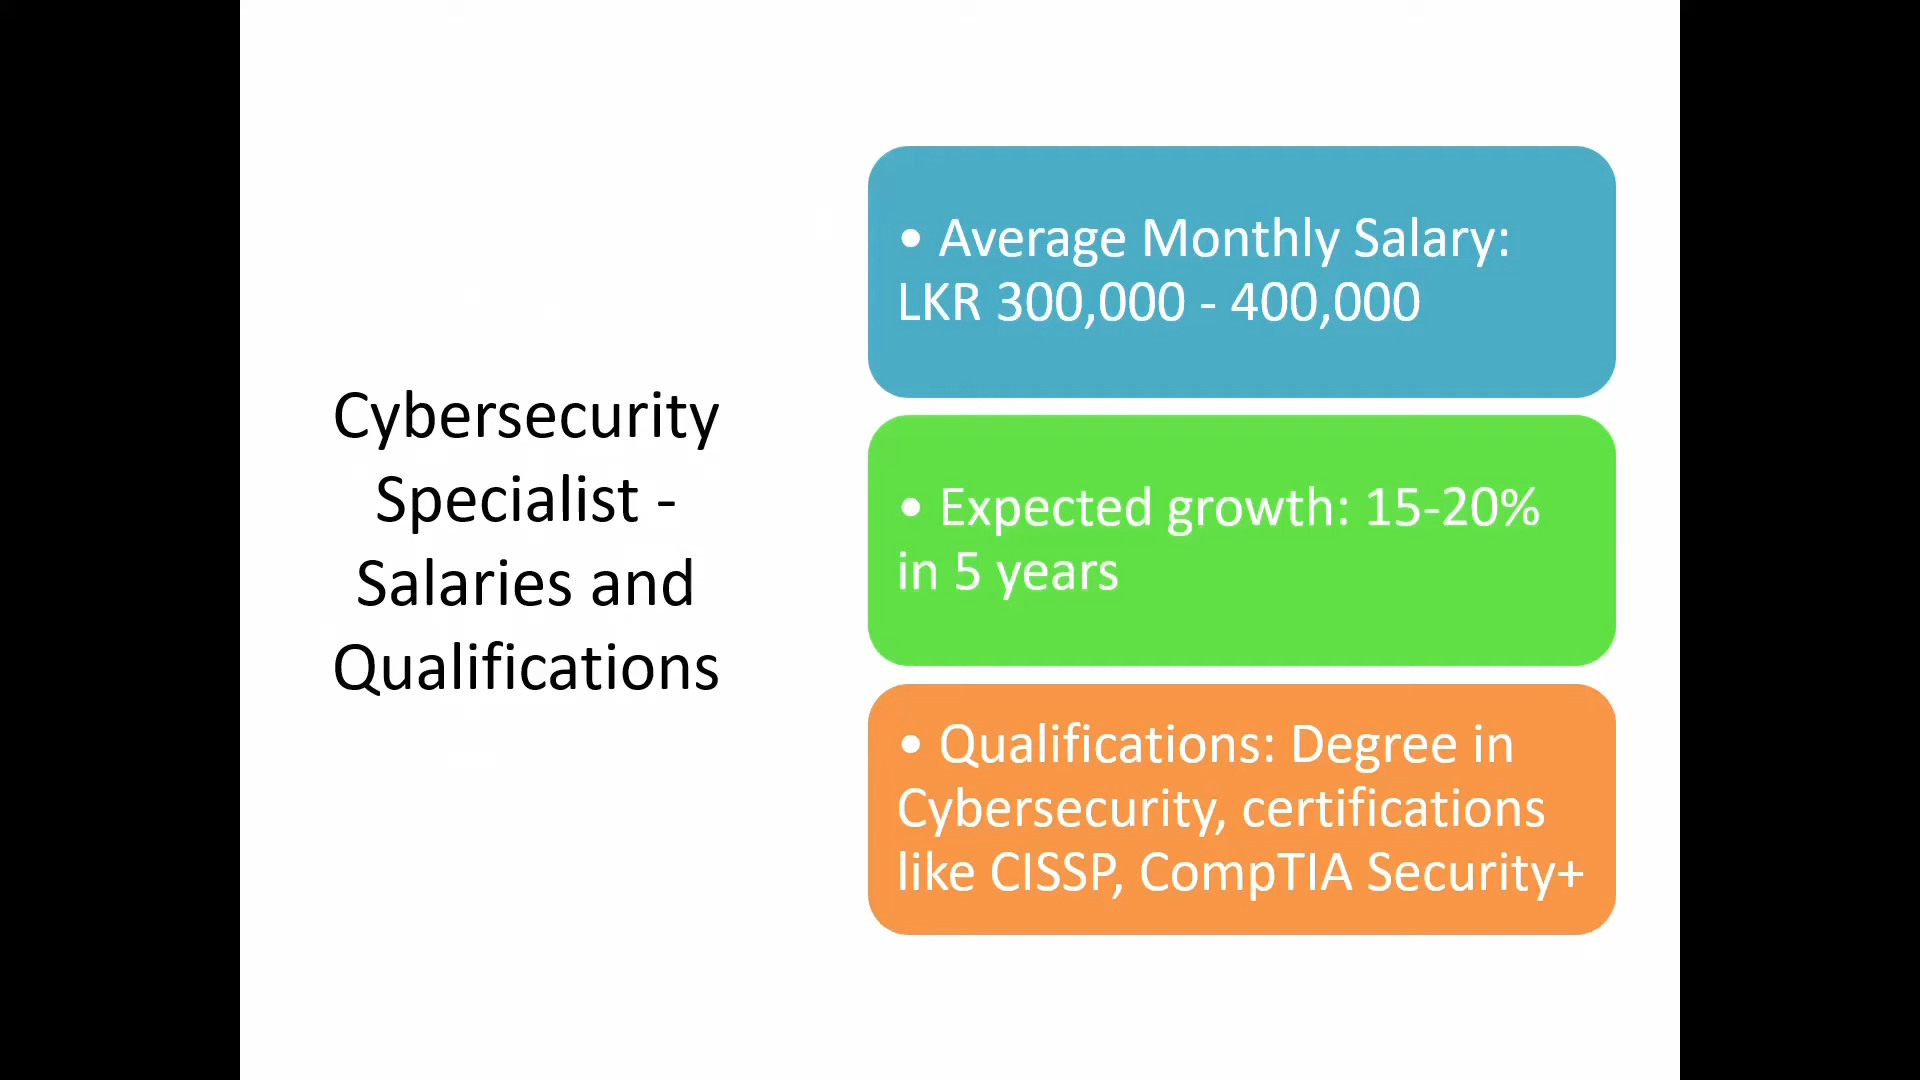 Cybersecurity
Specialist -
Salaries and
Qualifications
• Average Monthly Salary:
LKR 300,000 - 400,000
• Expected growth: 15-20%
in 5 years
• Qualifications: Degree in
Cybersecurity, certifications
like CISSP, CompTIA Security+